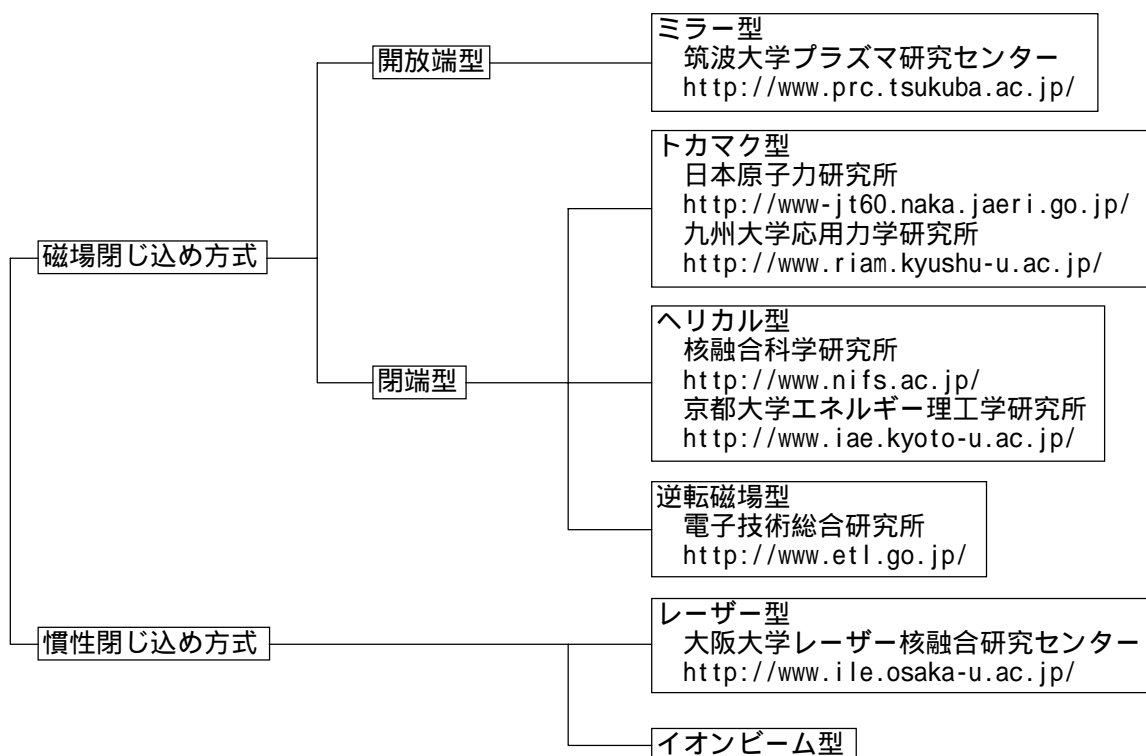 ミラー型
筑波大学プラズマ研究センター
http://www.prc.tsukuba.ac.jp/
開放端型
トカマク型
日本原子力研究所
http://www-jt60.naka.jaeri.go.jp/
九州大学応用力学研究所
http://www.riam.kyushu-u.ac.jp/
磁場閉じ込め方式
ヘリカル型
核融合科学研究所
http://www.nifs.ac.jp/
京都大学エネルギー理工学研究所
http://www.iae.kyoto-u.ac.jp/
閉端型
逆転磁場型
電子技術総合研究所
http://www.etl.go.jp/
レーザー型
大阪大学レーザー核融合研究センター
http://www.ile.osaka-u.ac.jp/
慣性閉じ込め方式
イオンビーム型